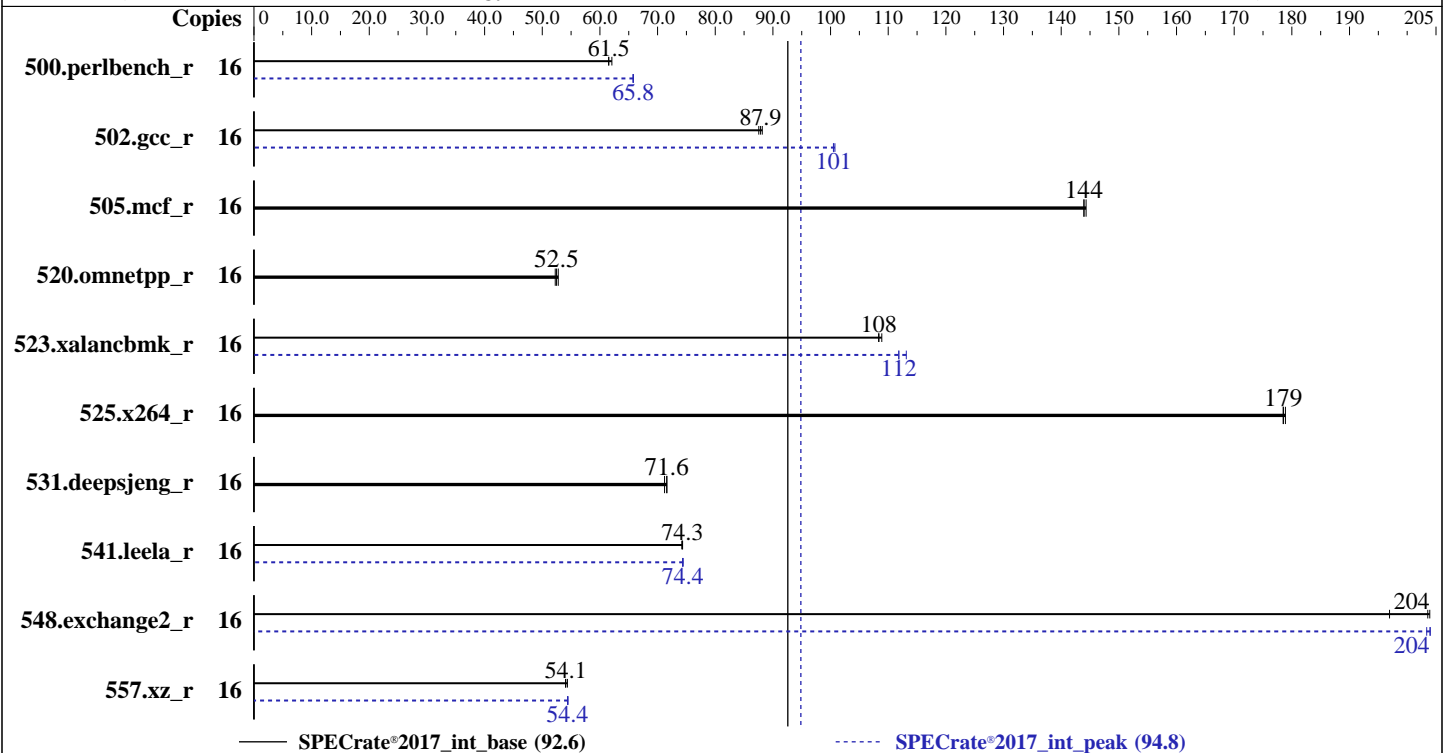 Copies 0 10.0 20.0 30.0 40.0 50.0 60.0 70.0 80.0 90.0 100 110 120 130 140 150 160 170 180 190 205
500.perlbench_r 16 61.5
65.8
502.gcc_r 16 87.9
101
505.mcf_r 16 144
520.omnetpp_r 16 52.5
523.xalancbmk_r 16 108
112
525.x264_r 16 179
531.deepsjeng_r 16 71.6
541.leela_r 16 74.3
74.4
548.exchange2_r 16 204
204
557.xz_r 16 54.1
54.4
SPECrate®2017_int_base (92.6) SPECrate®2017_int_peak (94.8)